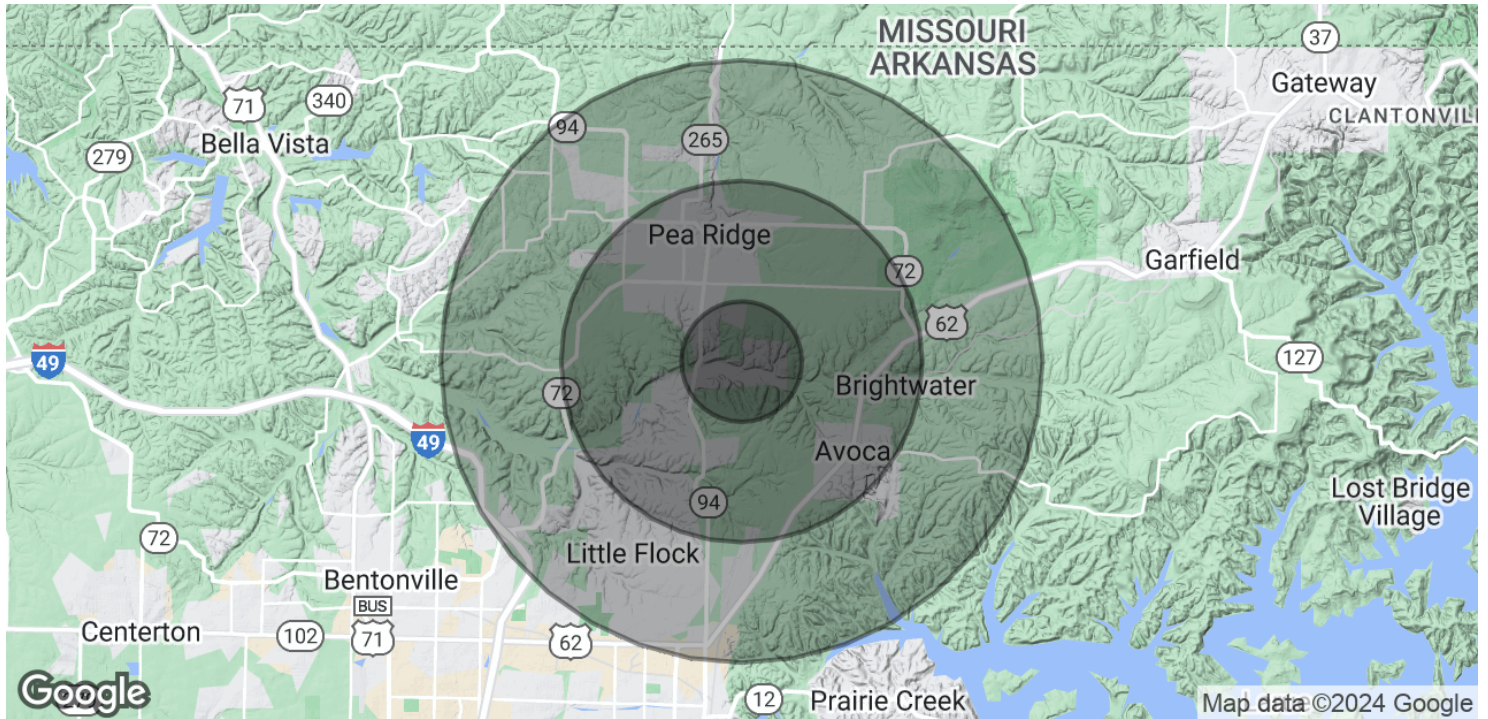 MISSOURI
ARKANSAS
37
Gateway
CLANTONVILL
71
340
94
265
Bella Vista
279
Pea Ridge
72
Garfield
62
49
127
72
Brightwater
49
Avoca
Lost Bridge
Village
94
72
Little Flock
Bentonville
BUS
71
Centerton
102
62
12
Prairie Creek
Google
Map data ©2024 Google